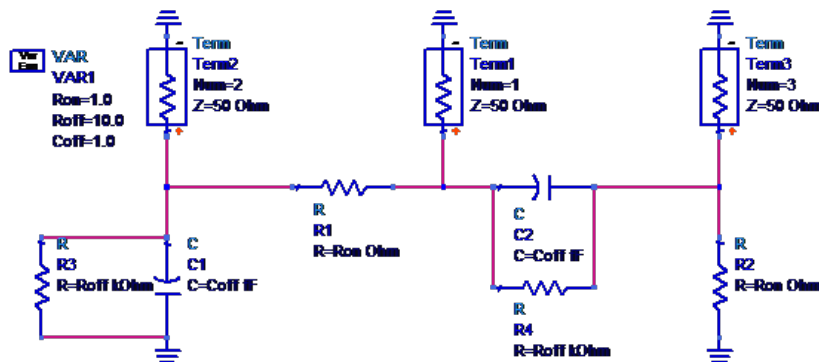 Var
Eqn
VAR
VAR1
Ron=1.0
Roff=10.0
Coff=1.0
-
Term
Term2
Num=2
Z=50 Ohm
+
-
Term
Term1
Num=1
Z=50 Ohm
+
-
Term
Term3
Num=3
Z=50 Ohm
+
R
R3
R=Roff kOhm
C
C1
C=Coff fF
R
R1
R=Ron Ohm
C
C2
C=Coff fF
R
R4
R=Roff kOhm
R
R2
R=Ron Ohm